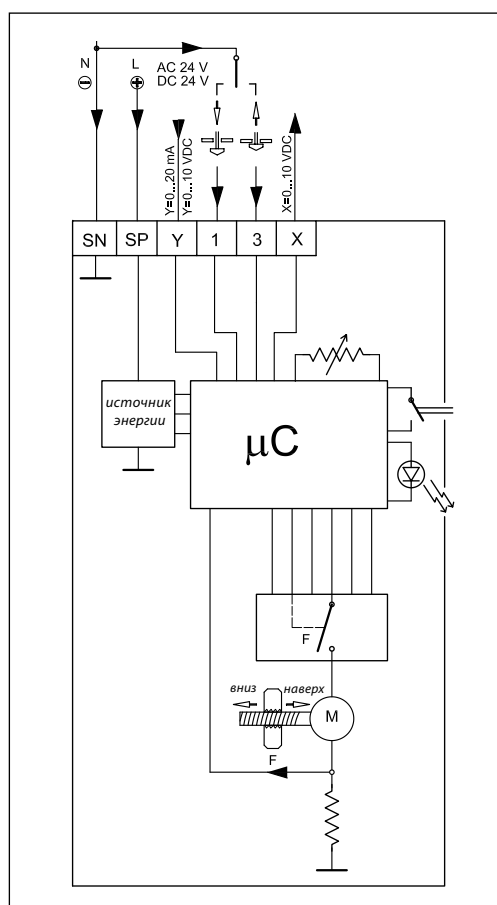 N
L
AC 24 V
DC 24 V
Y=0...20 mA
Y=0...10 VDC
X=0...10 VDC
SN
SP
Y
1
3
X
источник
энергии
µC
F
вниз
наверх
M
F